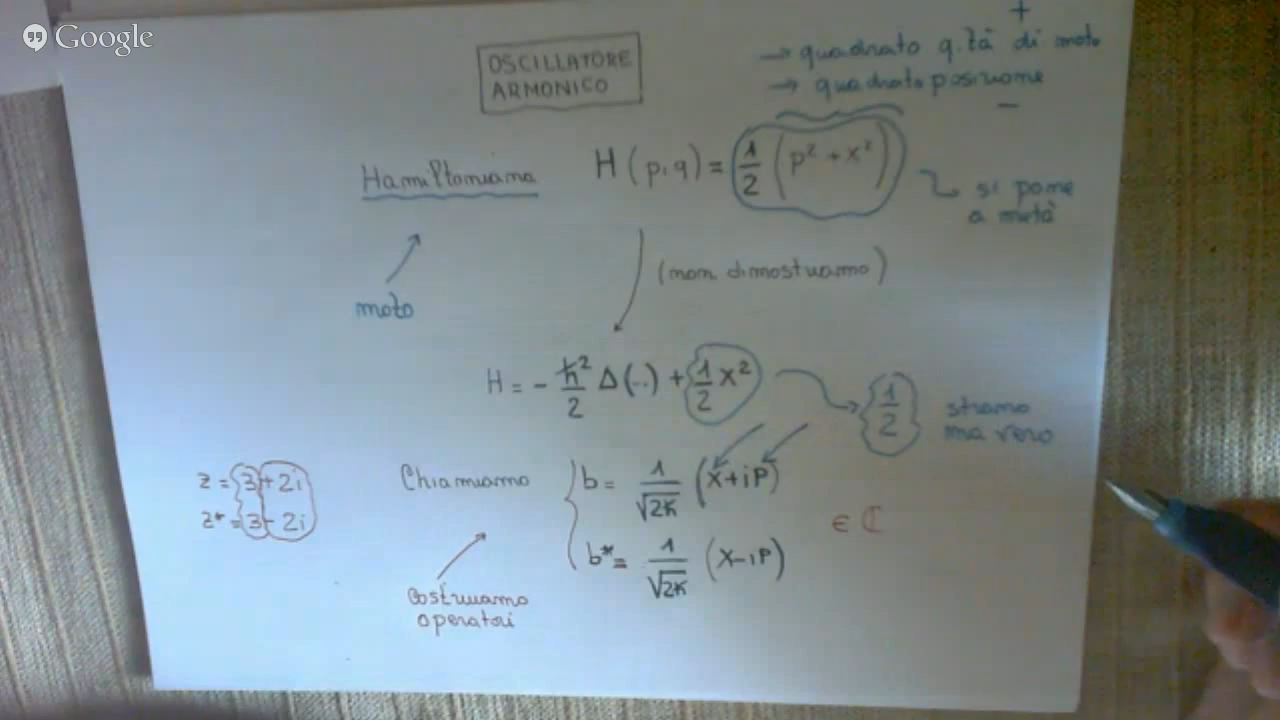 Google
OSCILLATORE
ARMONICO
+
→ quadrato q.tà di moto
→ quadrato posizione
−
Hamiltoniana
H (p,q) = 1/2 (p² + x²)
si pone
a metà
moto
(non dimostriamo)
H = - ħ²/2 Δ(..) + 1/2 x²
1/2
strano
ma vero
z = 3 + 2i
z* = 3 - 2i
Chiamiamo
b = 1/√2ħ (x+iP)
b* = 1/√2ħ (x-iP)
∈ ℂ
Costruiamo
operatori